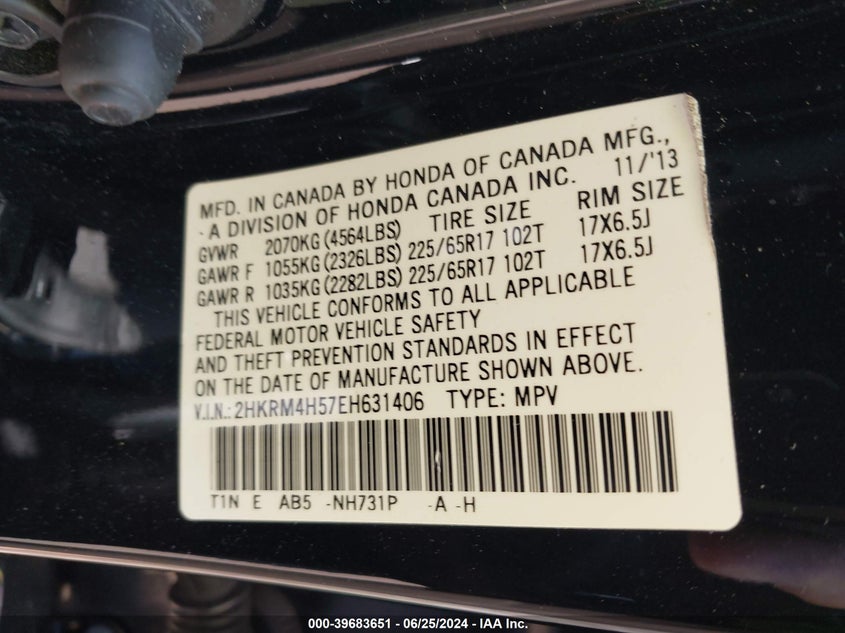 MFD. IN CANADA BY HONDA OF CANADA MFG.,
- A DIVISION OF HONDA CANADA INC. 11/'13
GVWR 2070KG(4564LBS) TIRE SIZE RIM SIZE
GAWR F 1055KG(2326LBS) 225/65R17 102T 17X6.5J
GAWR R 1035KG(2282LBS) 225/65R17 102T 17X6.5J
THIS VEHICLE CONFORMS TO ALL APPLICABLE
FEDERAL MOTOR VEHICLE SAFETY
AND THEFT PREVENTION STANDARDS IN EFFECT
ON THE DATE OF MANUFACTURE SHOWN ABOVE.
V.I.N.: 2HKRM4H57EH631406 TYPE: MPV
T1N E AB5 -NH731P -A -H
000-39683651 - 06/25/2024 - IAA Inc.